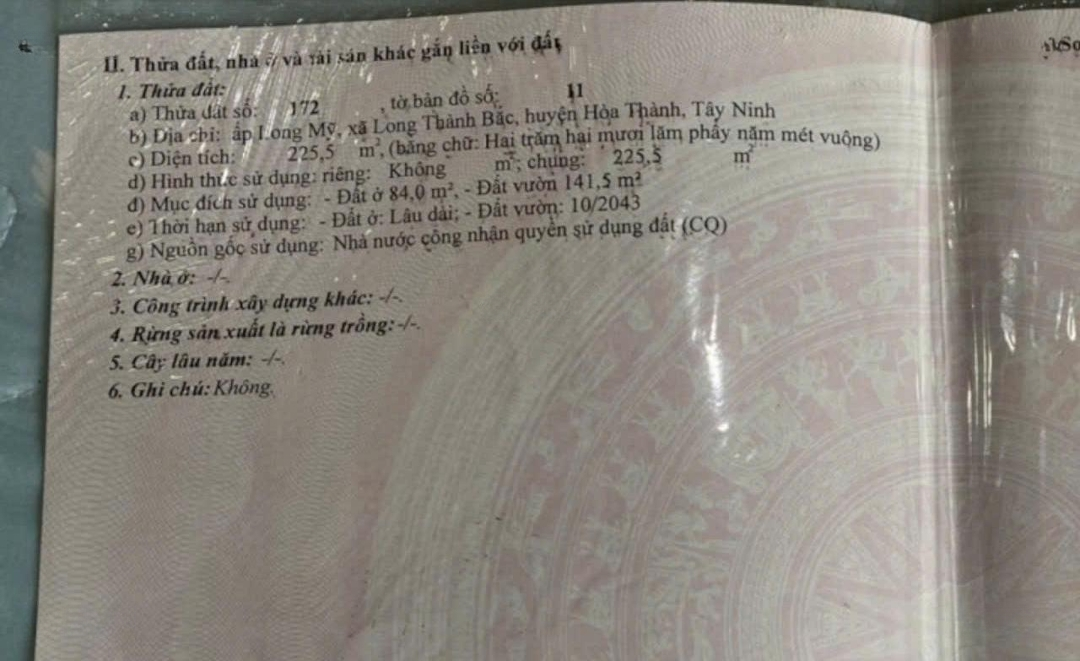 II. Thửa đất, nhà ở và tài sản khác gắn liền với đất
1. Thửa đất:
a) Thửa đất số: 172 , tờ bản đồ số: 11
b) Địa chỉ: ấp Long Mỹ, xã Long Thành Bắc, huyện Hòa Thành, Tây Ninh
c) Diện tích: 225,5 m², (bằng chữ: Hai trăm hai mươi lăm phẩy năm mét vuông)
d) Hình thức sử dụng: riêng: Không m²; chung: 225,5 m²
đ) Mục đích sử dụng: - Đất ở 84,0 m², - Đất vườn 141,5 m²
e) Thời hạn sử dụng: - Đất ở: Lâu dài; - Đất vườn: 10/2043
g) Nguồn gốc sử dụng: Nhà nước công nhận quyền sử dụng đất (CQ)
2. Nhà ở: -/-.
3. Công trình xây dựng khác: -/-.
4. Rừng sản xuất là rừng trồng: -/-.
5. Cây lâu năm: -/-.
6. Ghi chú: Không.